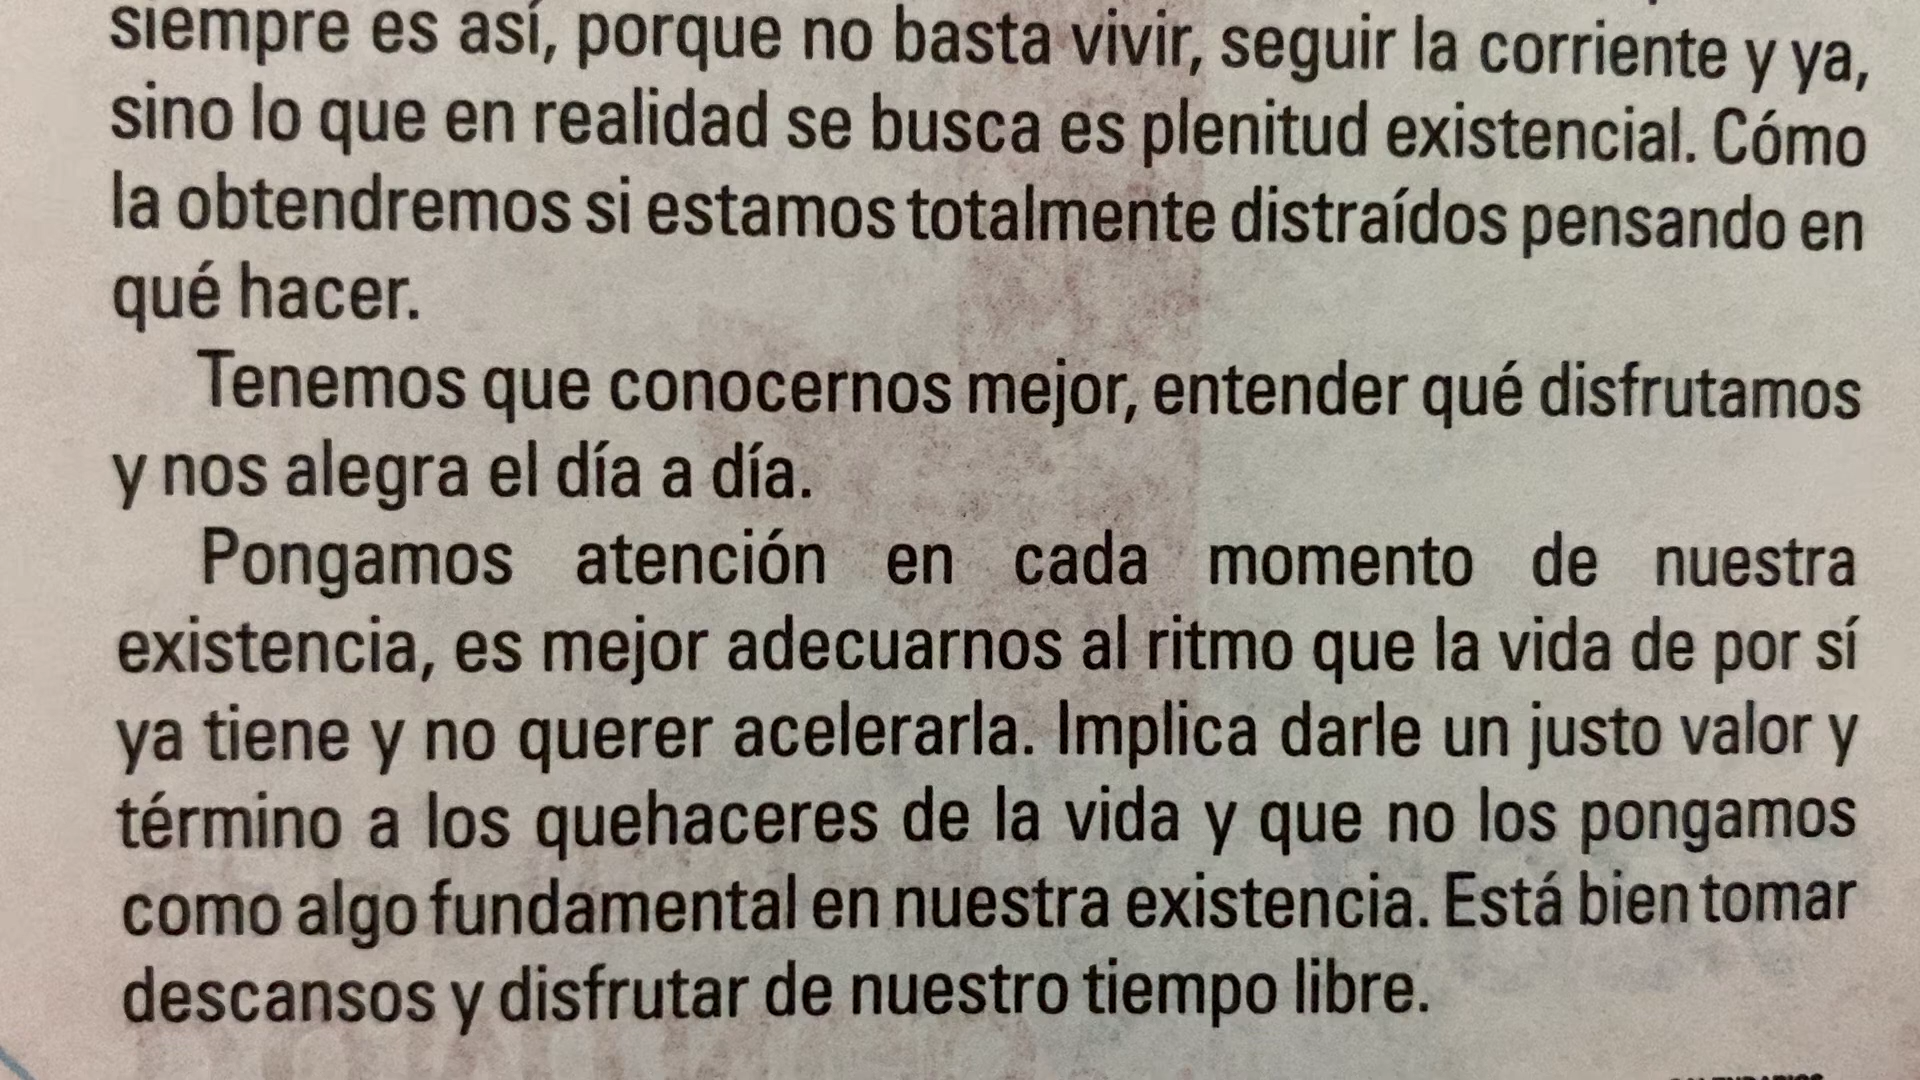 siempre es así, porque no basta vivir, seguir la corriente y ya,
sino lo que en realidad se busca es plenitud existencial. Cómo
la obtendremos si estamos totalmente distraídos pensando en
qué hacer.
Tenemos que conocernos mejor, entender qué disfrutamos
y nos alegra el día a día.
Pongamos atención en cada momento de nuestra
existencia, es mejor adecuarnos al ritmo que la vida de por sí
ya tiene y no querer acelerarla. Implica darle un justo valor y
término a los quehaceres de la vida y que no los pongamos
como algo fundamental en nuestra existencia. Está bien tomar
descansos y disfrutar de nuestro tiempo libre.